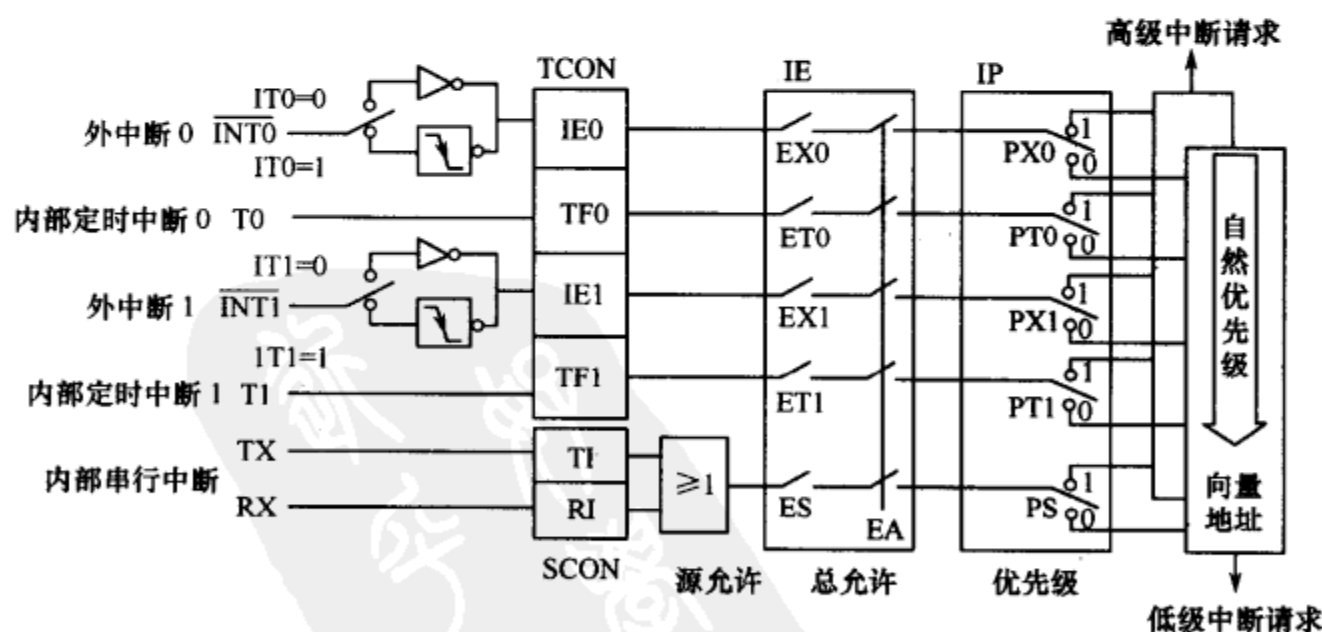 高级中断请求
TCON
IE
IP
IT0=0
外中断 0 INT0
IT0=1
IE0
EX0
PX0
1
0
内部定时中断 0 T0
TF0
ET0
PT0
1
0
IT1=0
外中断 1 INT1
1T1=1
IE1
EX1
PX1
1
0
内部定时中断 1 T1
TF1
ET1
PT1
1
0
TX
内部串行中断
RX
TI
RI
≥1
ES
EA
PS
1
0
自然优先级
向量
地址
SCON
源允许
总允许
优先级
低级中断请求